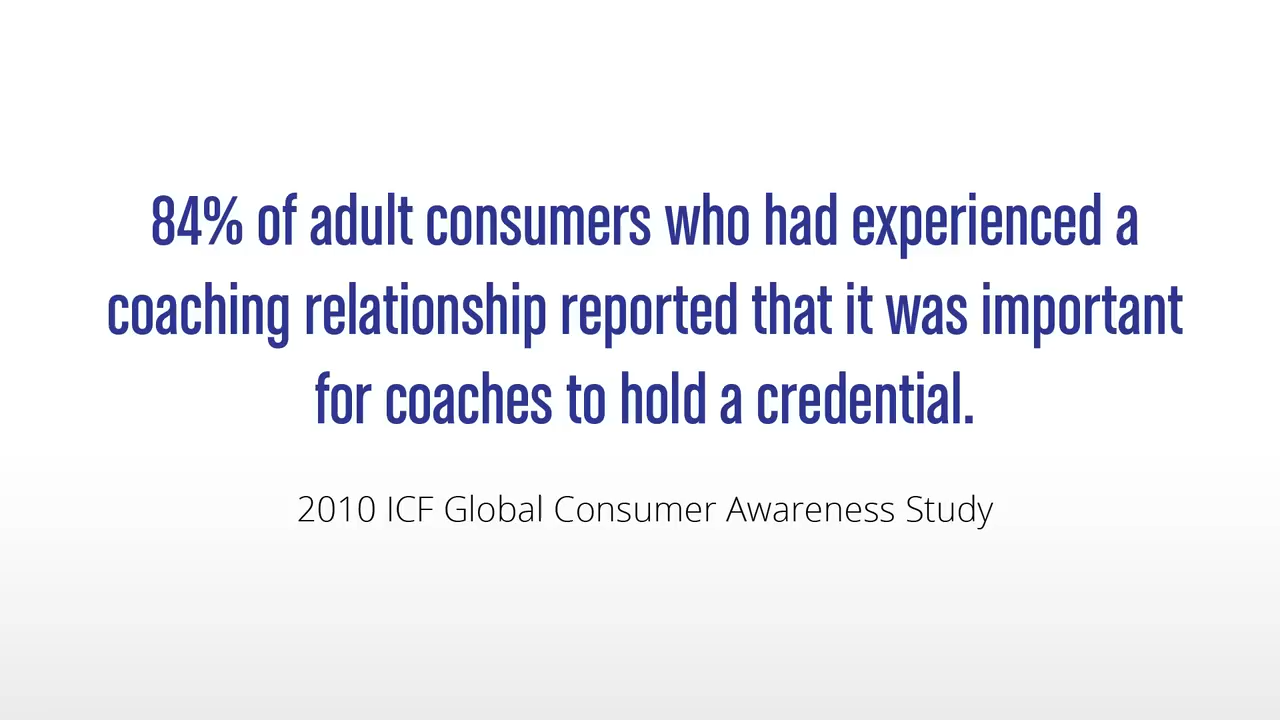 84% of adult consumers who had experienced a
coaching relationship reported that it was important
for coaches to hold a credential.
2010 ICF Global Consumer Awareness Study